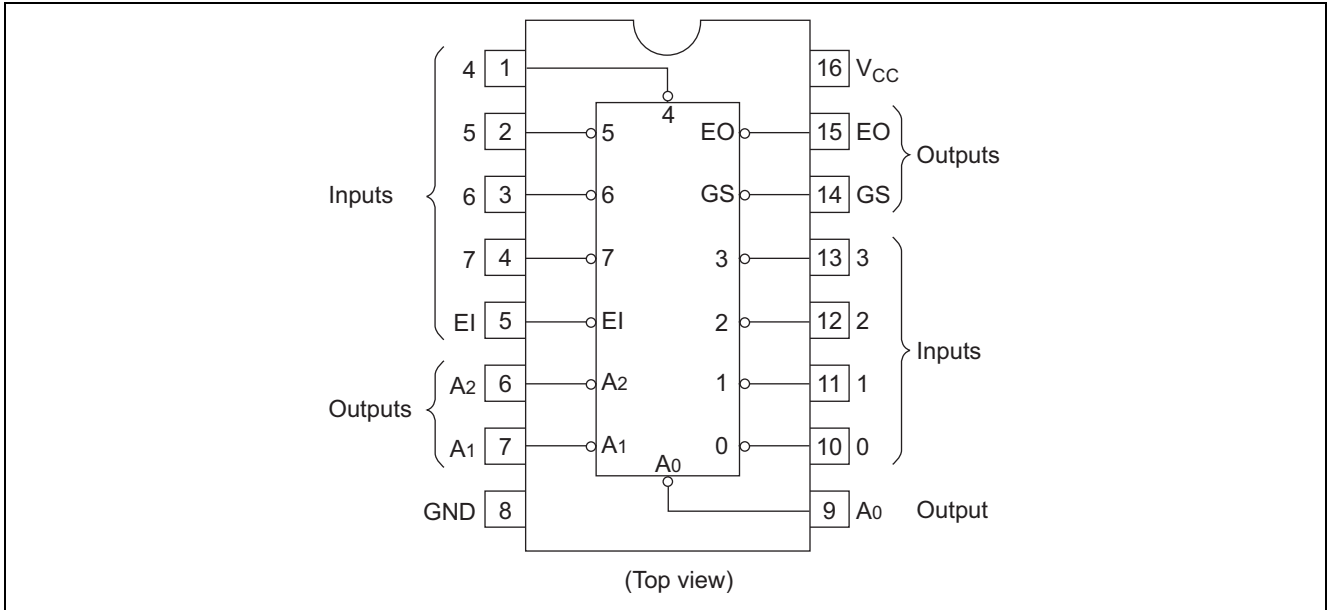 4 1 16 VCC
4
5 2 5 EO 15 EO
Outputs
Inputs 6 3 6 GS 14 GS
7 4 7 3 13 3
EI 5 EI 2 12 2
Inputs
A2 6 A2 1 11 1
Outputs
A1 7 A1 0 10 0
A0
GND 8 9 A0 Output
(Top view)